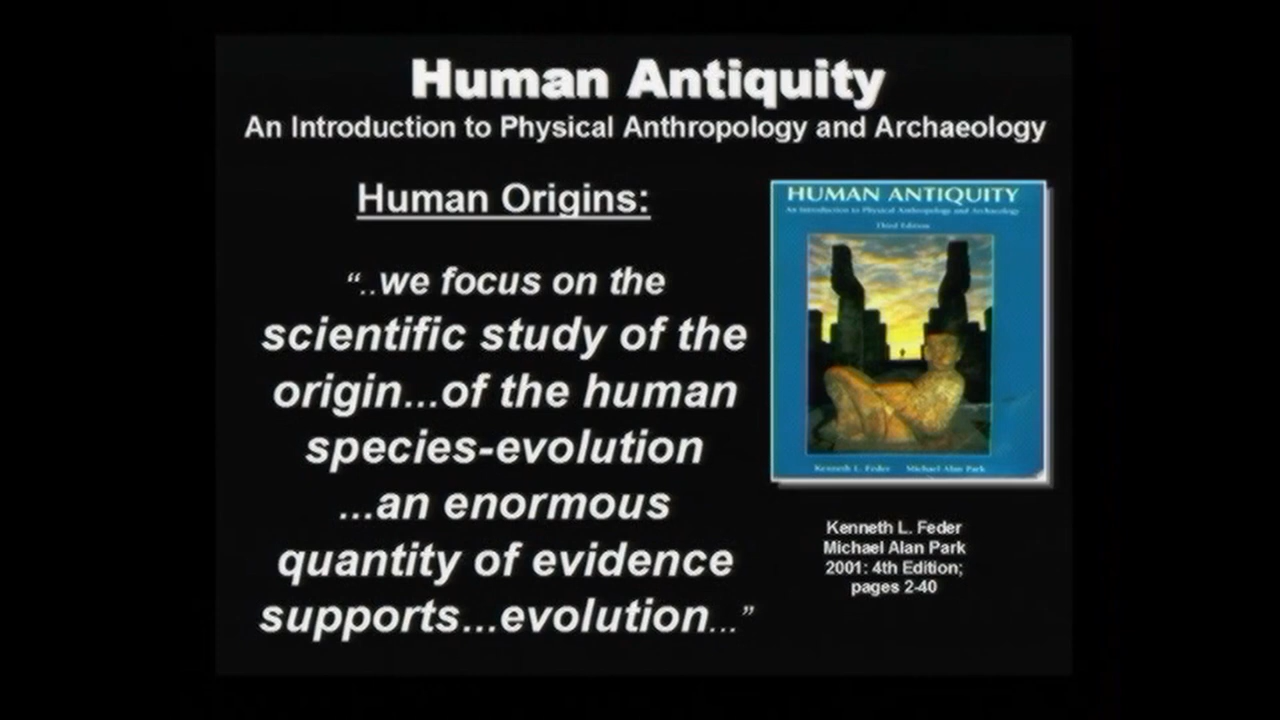 Human Antiquity
An Introduction to Physical Anthropology and Archaeology
Human Origins:
“..we focus on the
scientific study of the
origin...of the human
species-evolution
...an enormous
quantity of evidence
supports...evolution...”
HUMAN ANTIQUITY
An Introduction to Physical Anthropology and Archaeology
Third Edition
Kenneth L. Feder Michael Alan Park
Kenneth L. Feder
Michael Alan Park
2001: 4th Edition;
pages 2-40